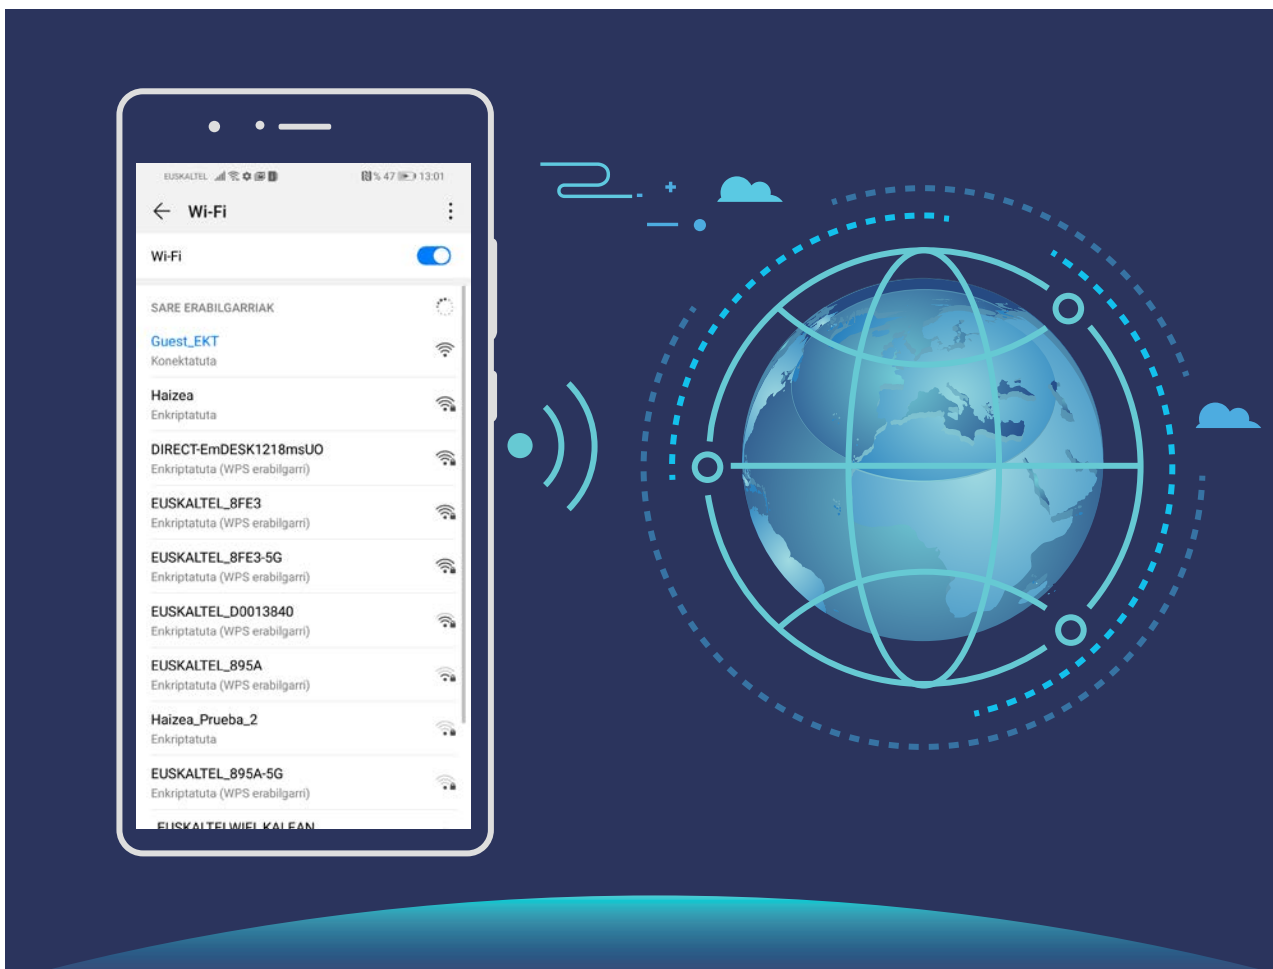 EUSKALTEL % 47 13:01
Wi-Fi
Wi-Fi
SARE ERABILGARRIAK
Guest_EKT
Konektatuta
Haizea
Enkriptatuta
DIRECT-EmDESK1218msUO
Enkriptatuta (WPS erabilgarri)
EUSKALTEL_8FE3
Enkriptatuta (WPS erabilgarri)
EUSKALTEL_8FE3-5G
Enkriptatuta (WPS erabilgarri)
EUSKALTEL_D0013840
Enkriptatuta (WPS erabilgarri)
EUSKALTEL_895A
Enkriptatuta (WPS erabilgarri)
Haizea_Prueba_2
Enkriptatuta
EUSKALTEL_895A-5G
Enkriptatuta (WPS erabilgarri)